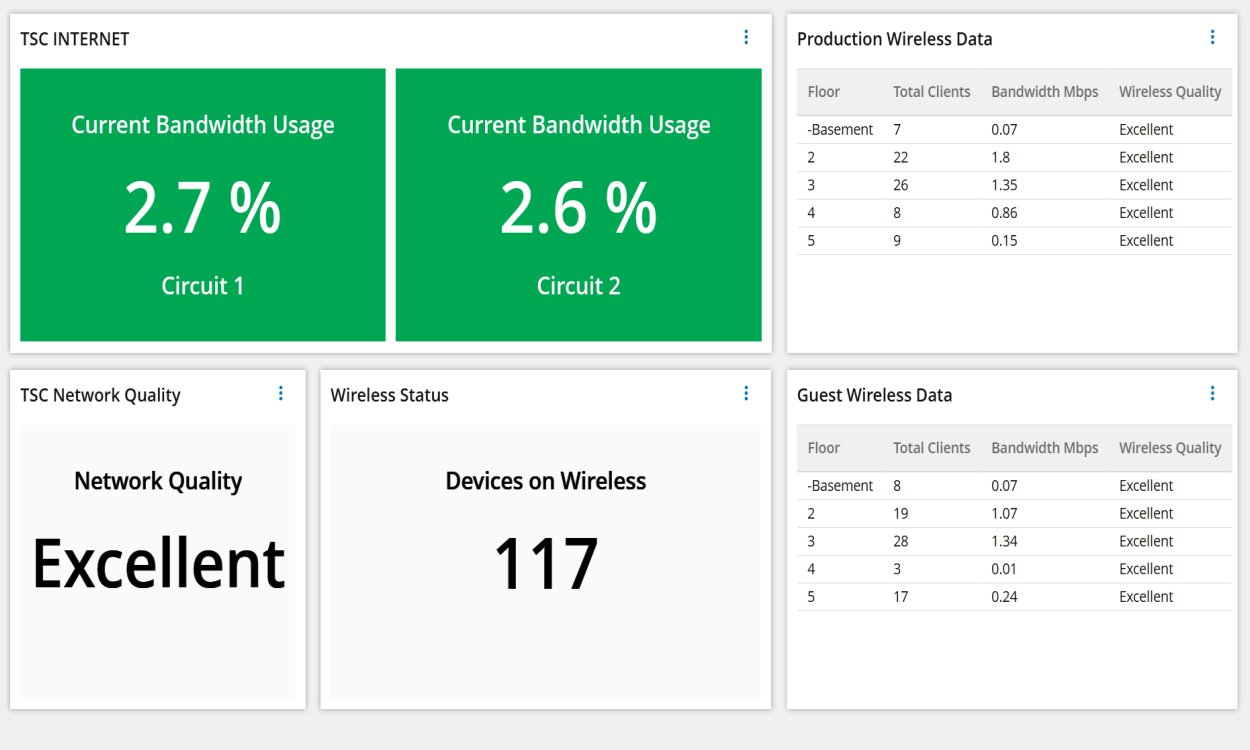 TSC INTERNET
Current Bandwidth Usage
2.7 %
Circuit 1
Current Bandwidth Usage
2.6 %
Circuit 2
Production Wireless Data
Floor Total Clients Bandwidth Mbps Wireless Quality
-Basement 7 0.07 Excellent
2 22 1.8 Excellent
3 26 1.35 Excellent
4 8 0.86 Excellent
5 9 0.15 Excellent
TSC Network Quality
Network Quality
Excellent
Wireless Status
Devices on Wireless
117
Guest Wireless Data
Floor Total Clients Bandwidth Mbps Wireless Quality
-Basement 8 0.07 Excellent
2 19 1.07 Excellent
3 28 1.34 Excellent
4 3 0.01 Excellent
5 17 0.24 Excellent